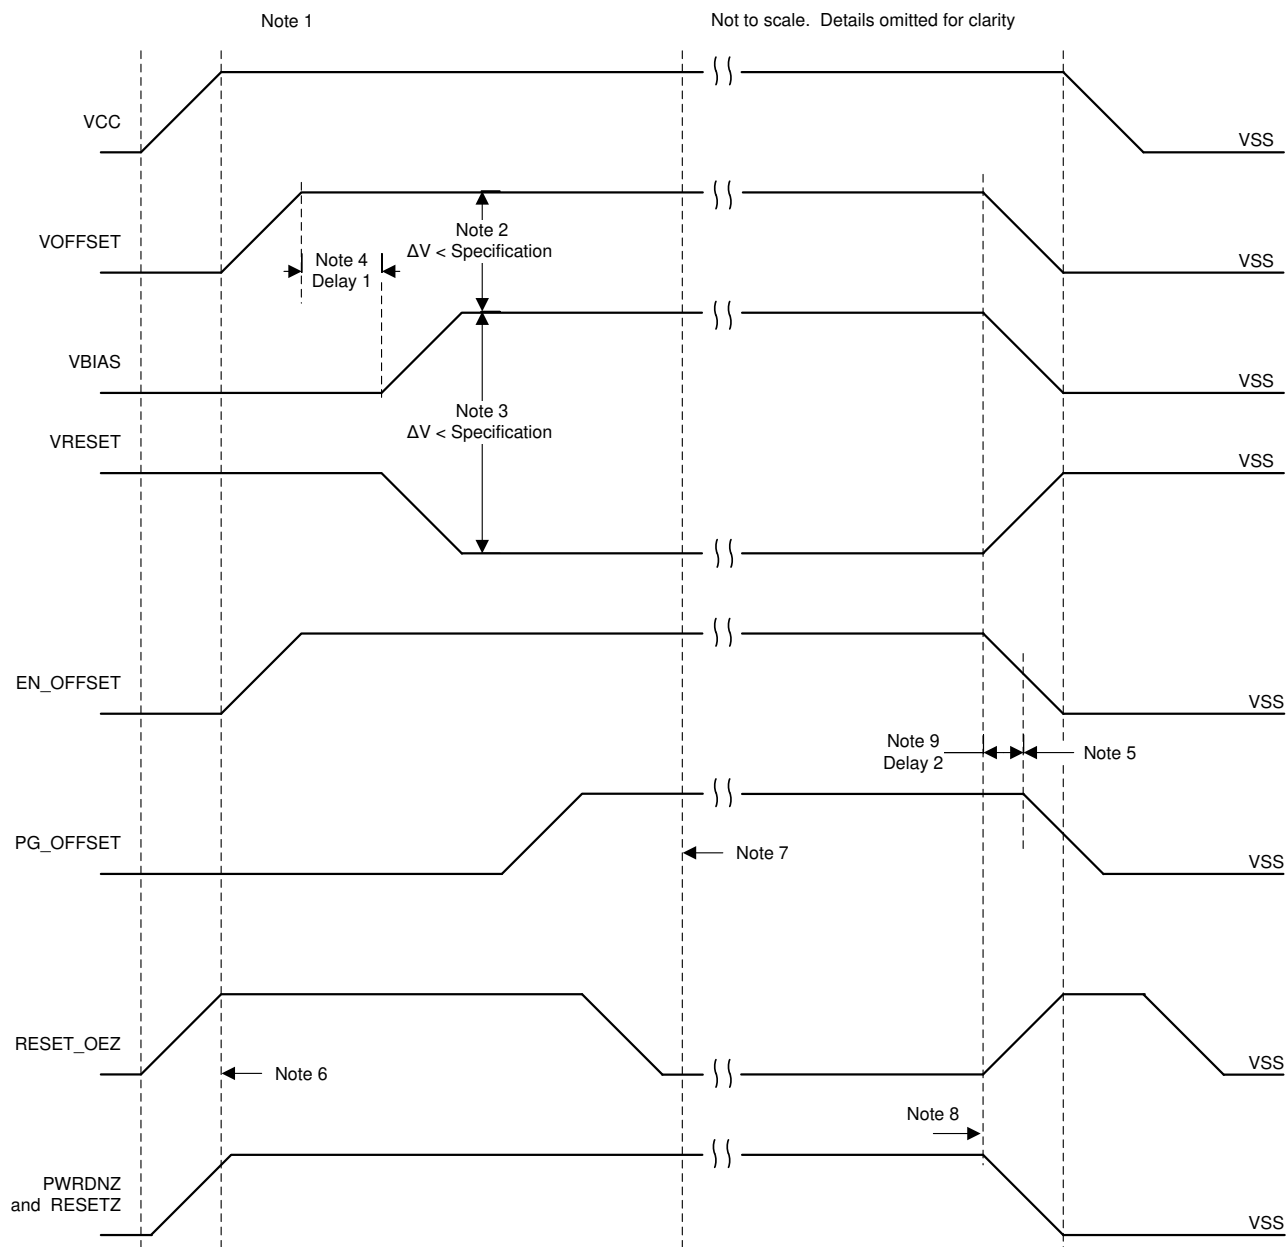 Note 1
Not to scale.  Details omitted for clarity
VCC
VSS
VOFFSET
Note 4
Delay 1
Note 2
ΔV < Specification
VSS
VBIAS
VSS
Note 3
ΔV < Specification
VRESET
VSS
EN_OFFSET
VSS
Note 9
Delay 2
Note 5
PG_OFFSET
Note 7
VSS
RESET_OEZ
Note 6
VSS
Note 8
PWRDNZ
and  RESETZ
VSS